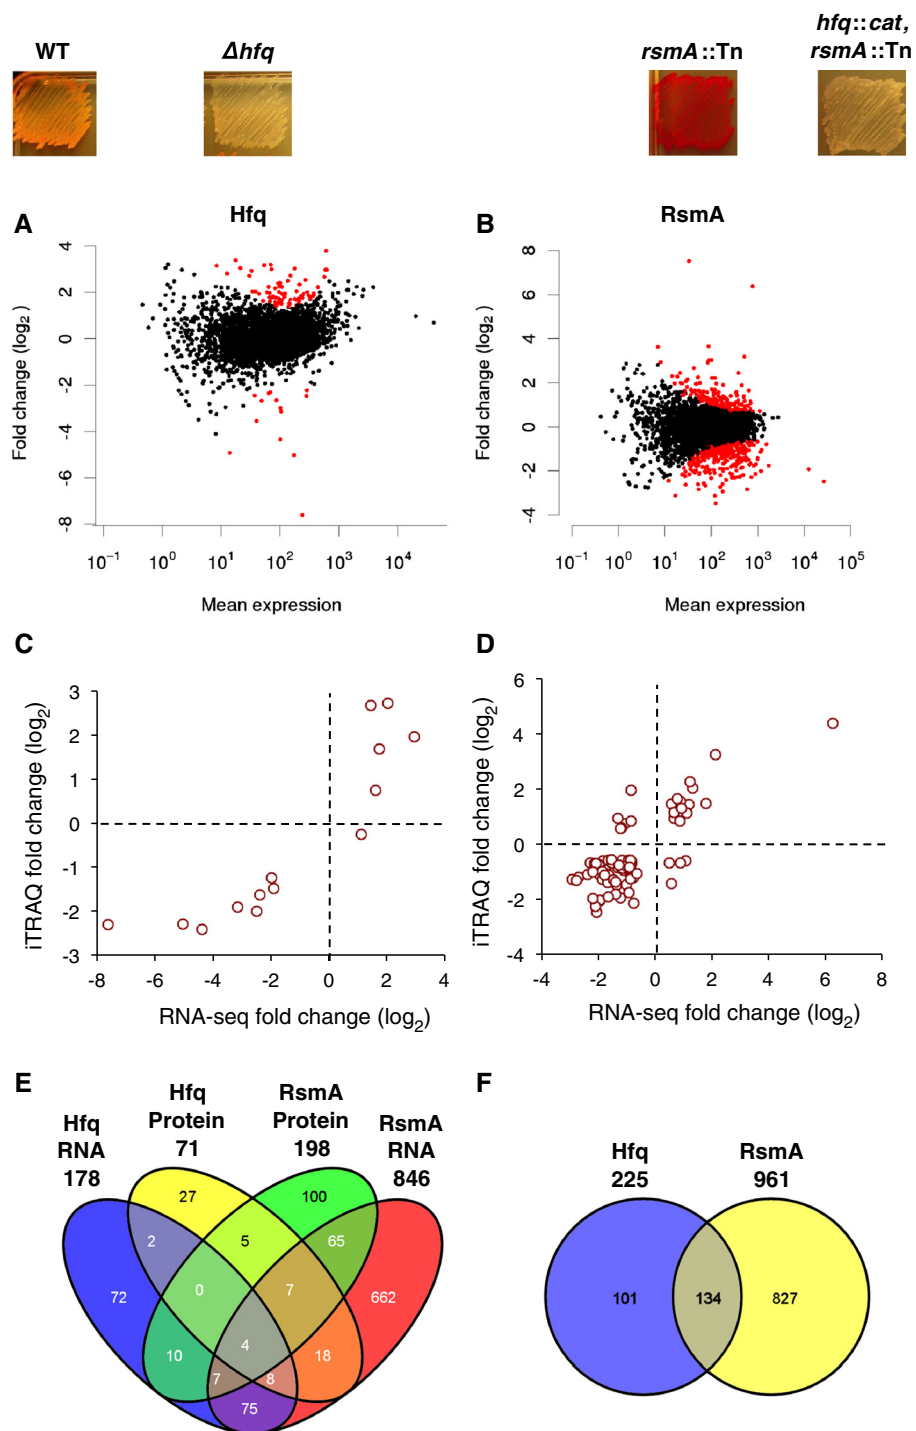 WT
Δhfq
rsmA::Tn
hfq::cat,
rsmA::Tn
A
Hfq
Fold change (log2)
4
2
0
-2
-4
-6
-8
10−1
100
101
102
103
104
Mean expression
B
RsmA
Fold change (log2)
8
6
4
2
0
-2
-4
10−1
100
101
102
103
104
105
Mean expression
C
iTRAQ fold change (log2)
3
2
1
0
-1
-2
-3
-8
-6
-4
-2
0
2
4
RNA-seq fold change (log2)
D
iTRAQ fold change (log2)
6
4
2
0
-2
-4
-4
-2
0
2
4
6
8
RNA-seq fold change (log2)
E
Hfq
RNA
178
Hfq
Protein
71
RsmA
Protein
198
RsmA
RNA
846
27
100
2
5
65
72
0
7
662
10
4
18
7
8
75
F
Hfq
225
RsmA
961
101
134
827